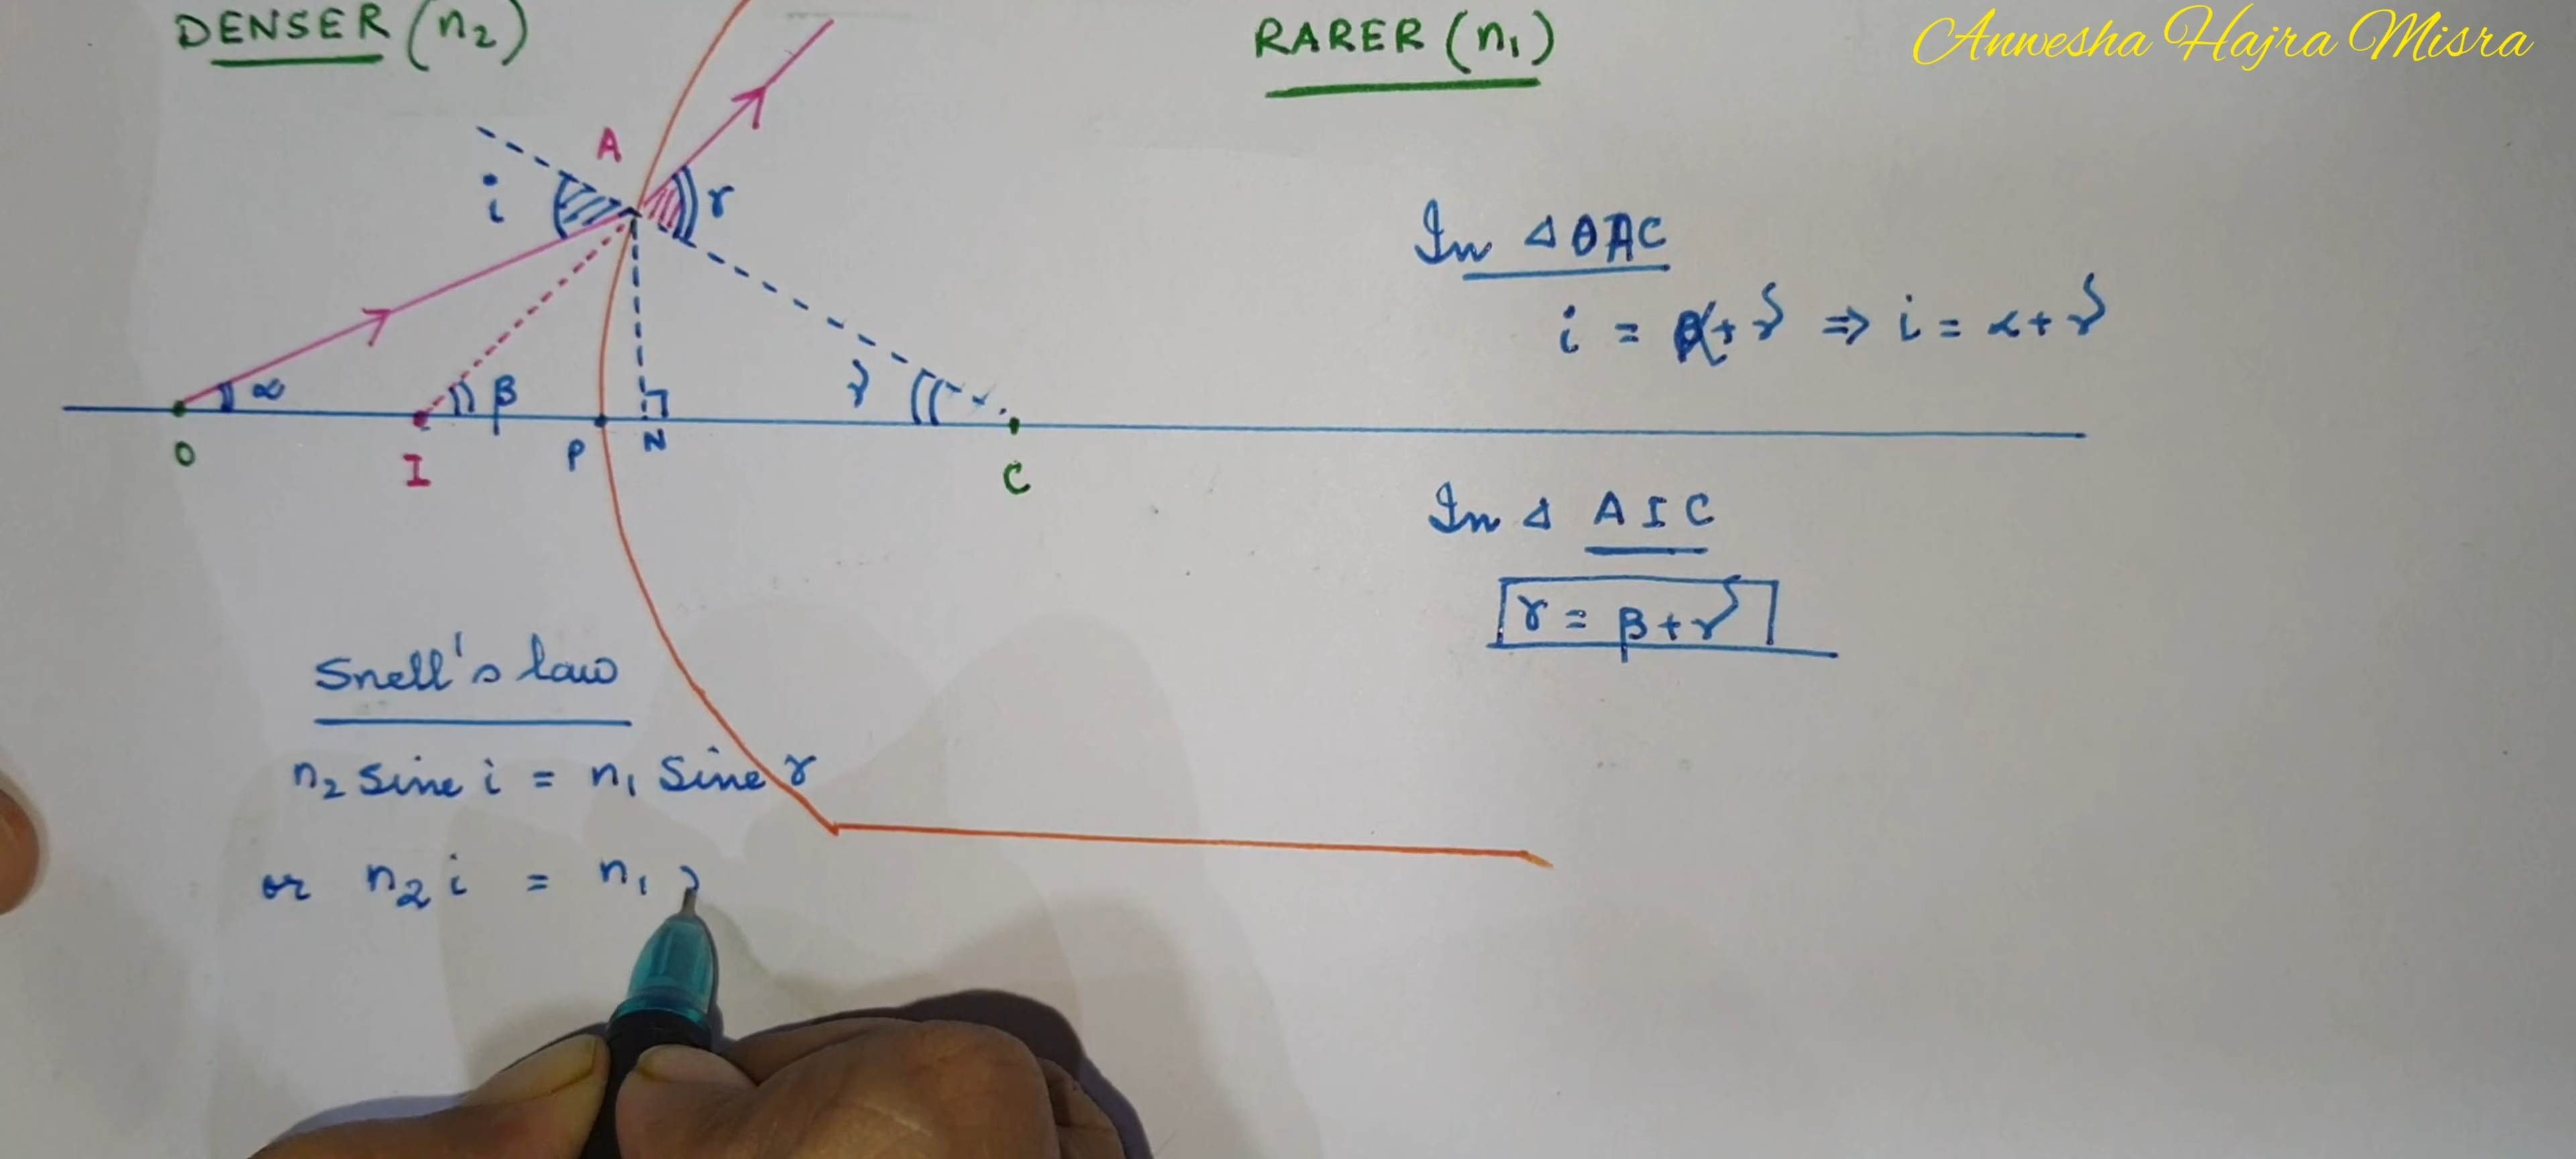 DENSER (n₂)
RARER (n₁)
Anwesha Hajra Misra
A
i
r
α
β
γ
O
I
P
N
C
In Δ OAC
i = α + γ ⇒ i = α + γ
In Δ AIC
r = β + γ
Snell's law
n₂ Sine i = n₁ Sine r
or n₂ i = n₁